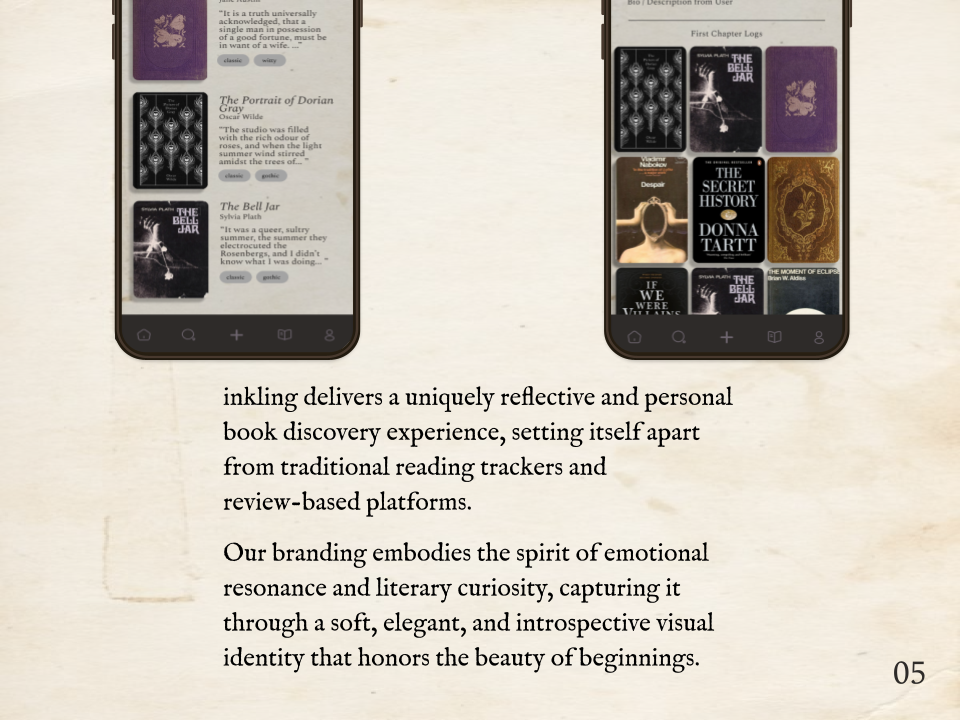 Jane Austen
"It is a truth universally
acknowledged, that a
single man in possession
of a good fortune, must be
in want of a wife. ..."
classic
witty
The Portrait of Dorian
Gray
Oscar Wilde
"The studio was filled
with the rich odour of
roses, and when the light
summer wind stirred
amidst the trees of... "
classic
gothic
SYLVIA PLATH
THE
BELL
JAR
The Bell Jar
Sylvia Plath
"It was a queer, sultry
summer, the summer they
electrocuted the
Rosenbergs, and I didn't
know what I was doing... "
classic
gothic
Bio / Description from User
First Chapter Logs
SYLVIA PLATH
THE
BELL
JAR
Vladimir
Nabokov
Despair
THE
SECRET
HISTORY
DONNA
TARTT
IF
WE
WERE
VILLAINS
SYLVIA PLATH
THE
BELL
JAR
THE MOMENT OF ECLIPSE
Brian W. Aldiss
inkling delivers a uniquely reflective and personal
book discovery experience, setting itself apart
from traditional reading trackers and
review-based platforms.
Our branding embodies the spirit of emotional
resonance and literary curiosity, capturing it
through a soft, elegant, and introspective visual
identity that honors the beauty of beginnings.
05